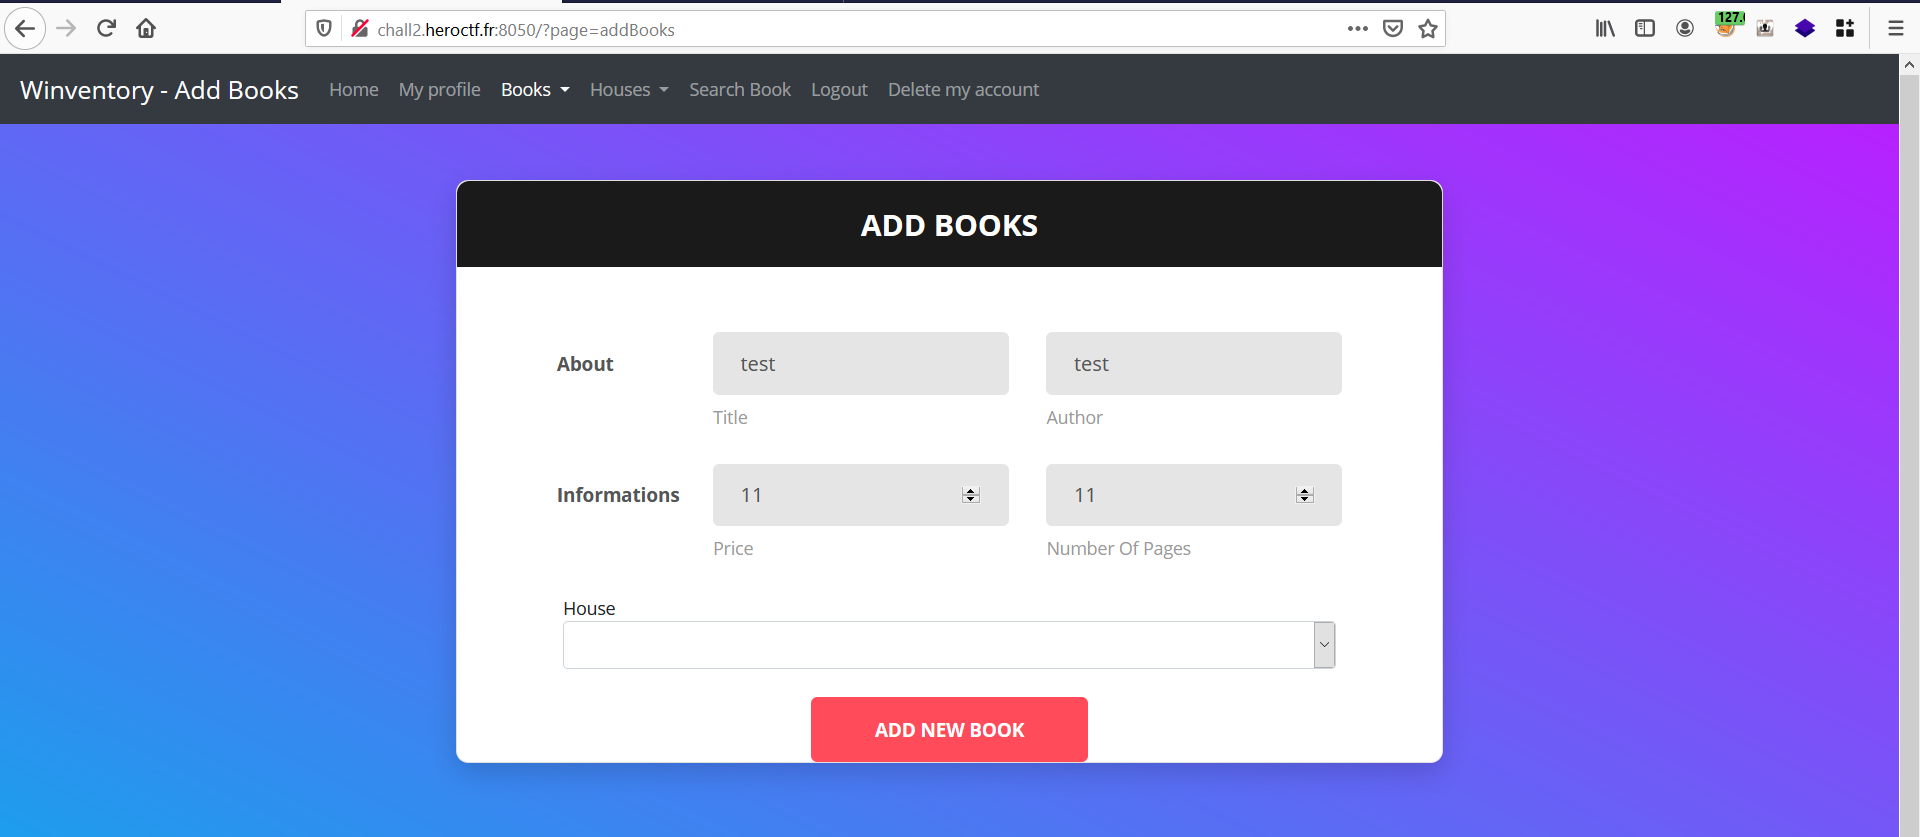 chall2.heroctf.fr:8050/?page=addBooks
127.
Winventory - Add Books Home My profile Books Houses Search Book Logout Delete my account
ADD BOOKS
About test test
Title Author
Informations 11 11
Price Number Of Pages
House
ADD NEW BOOK